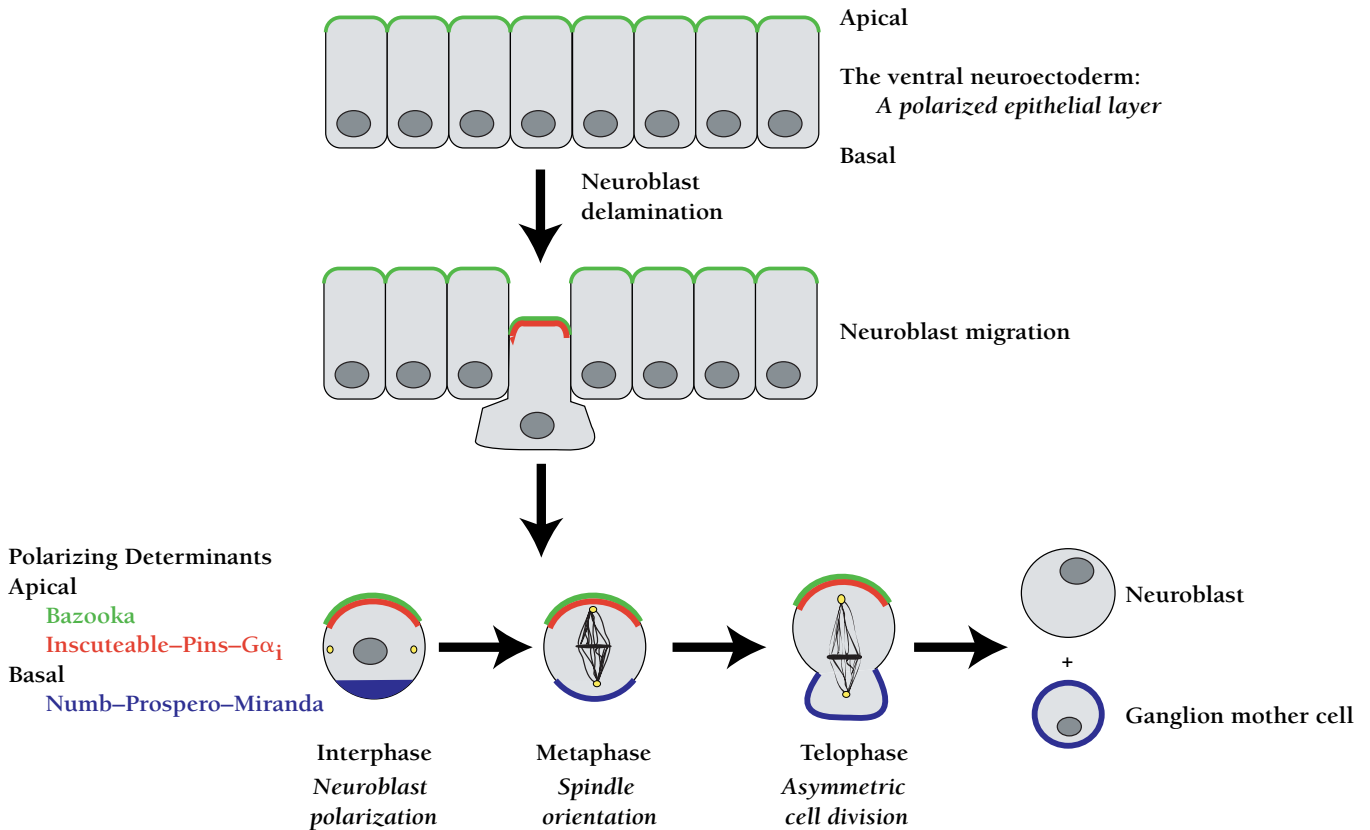 Apical
The ventral neuroectoderm:
A polarized epithelial layer
Basal
Neuroblast
delamination
Neuroblast migration
Polarizing Determinants
Apical
Bazooka
Inscuteable–Pins–Gαi
Basal
Numb–Prospero–Miranda
Interphase
Neuroblast
polarization
Metaphase
Spindle
orientation
Telophase
Asymmetric
cell division
Neuroblast
+
Ganglion mother cell